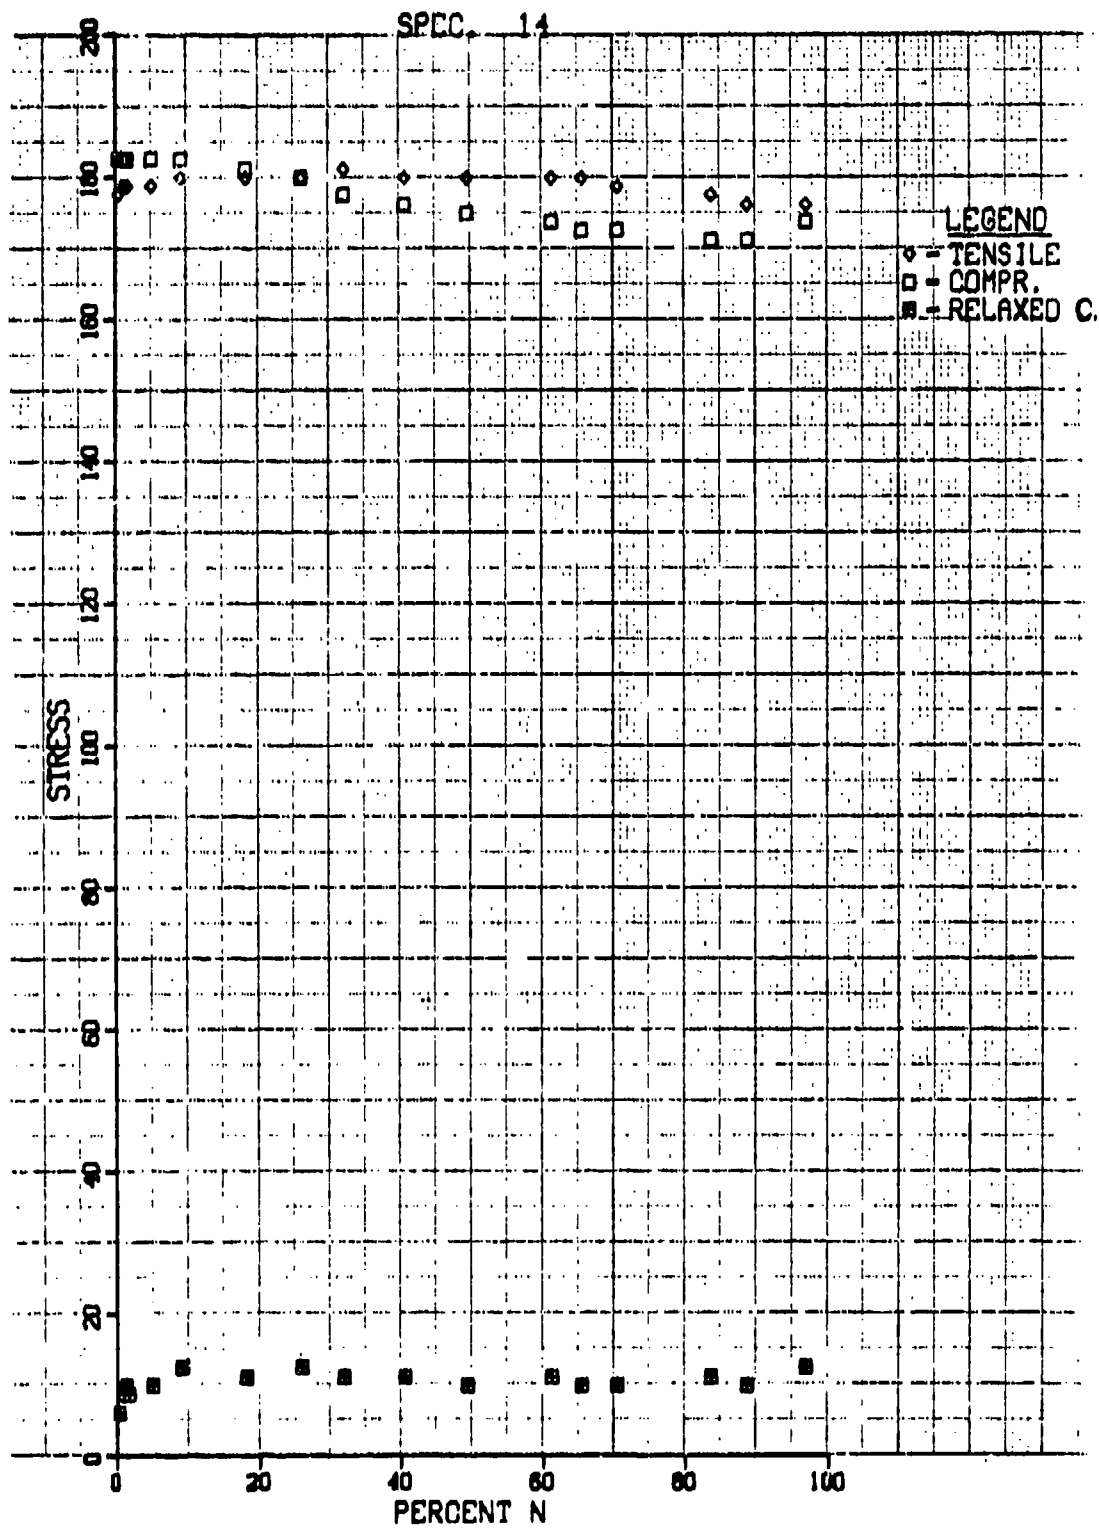 SPEC. 14
200
180
160
140
120
100
80
60
40
20
0
STRESS
LEGEND
◇ - TENSILE
□ - COMPR.
■ - RELAXED C.
0 20 40 60 80 100
PERCENT N